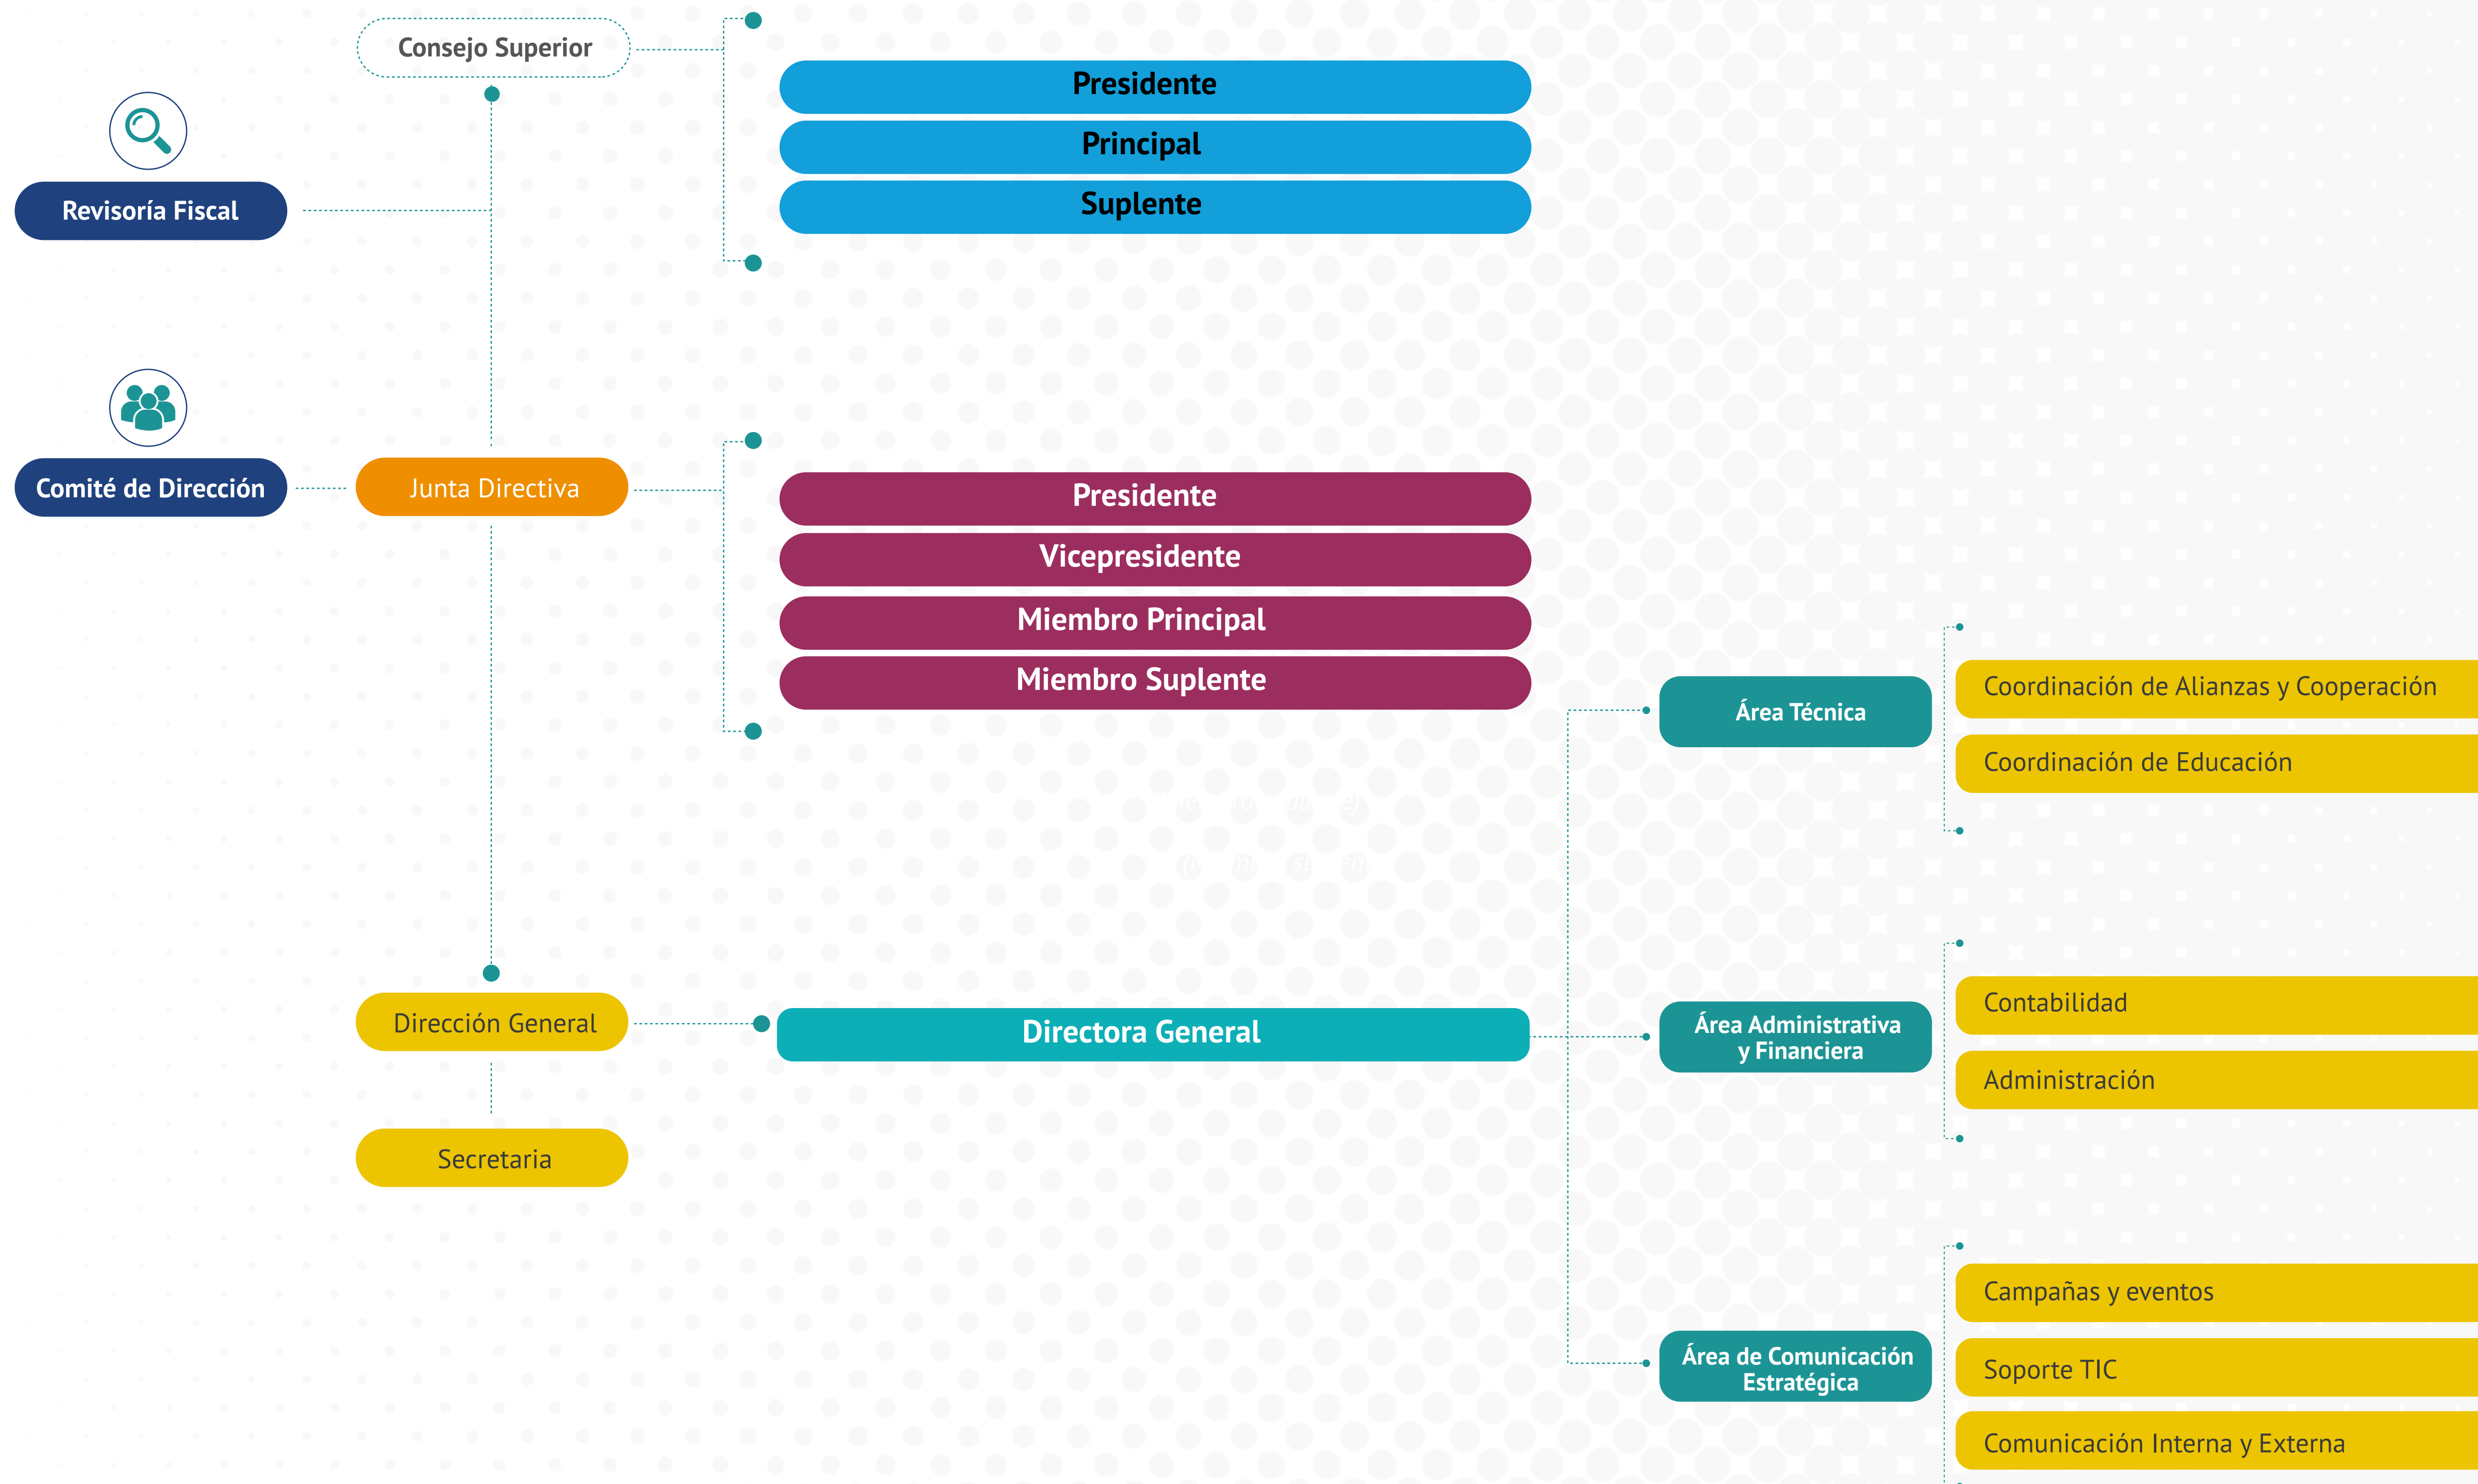 Consejo Superior
Presidente
Principal
Suplente
Revisoría Fiscal
Comité de Dirección
Junta Directiva
Presidente
Vicepresidente
Miembro Principal
Miembro Suplente
Dirección General
Secretaria
Directora General
Área Técnica
Coordinación de Alianzas y Cooperación
Coordinación de Educación
Área Administrativa
y Financiera
Contabilidad
Administración
Área de Comunicación
Estratégica
Campañas y eventos
Soporte TIC
Comunicación Interna y Externa